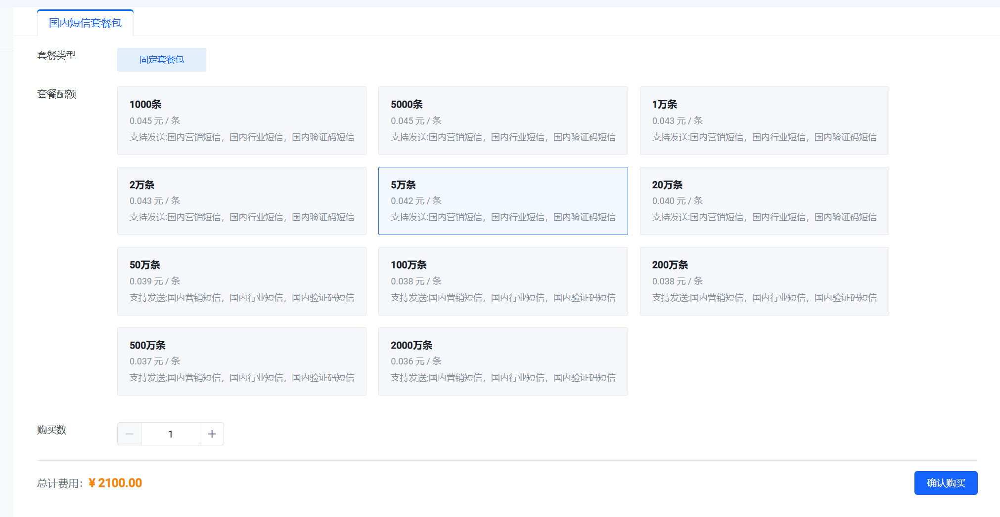 国内短信套餐包
套餐类型
固定套餐包
套餐配额
1000条
0.045 元 / 条
支持发送:国内营销短信，国内行业短信，国内验证码短信
5000条
0.045 元 / 条
支持发送:国内营销短信，国内行业短信，国内验证码短信
1万条
0.043 元 / 条
支持发送:国内营销短信，国内行业短信，国内验证码短信
2万条
0.043 元 / 条
支持发送:国内营销短信，国内行业短信，国内验证码短信
5万条
0.042 元 / 条
支持发送:国内营销短信，国内行业短信，国内验证码短信
20万条
0.040 元 / 条
支持发送:国内营销短信，国内行业短信，国内验证码短信
50万条
0.039 元 / 条
支持发送:国内营销短信，国内行业短信，国内验证码短信
100万条
0.038 元 / 条
支持发送:国内营销短信，国内行业短信，国内验证码短信
200万条
0.038 元 / 条
支持发送:国内营销短信，国内行业短信，国内验证码短信
500万条
0.037 元 / 条
支持发送:国内营销短信，国内行业短信，国内验证码短信
2000万条
0.036 元 / 条
支持发送:国内营销短信，国内行业短信，国内验证码短信
购买数
1
总计费用：¥ 2100.00
确认购买